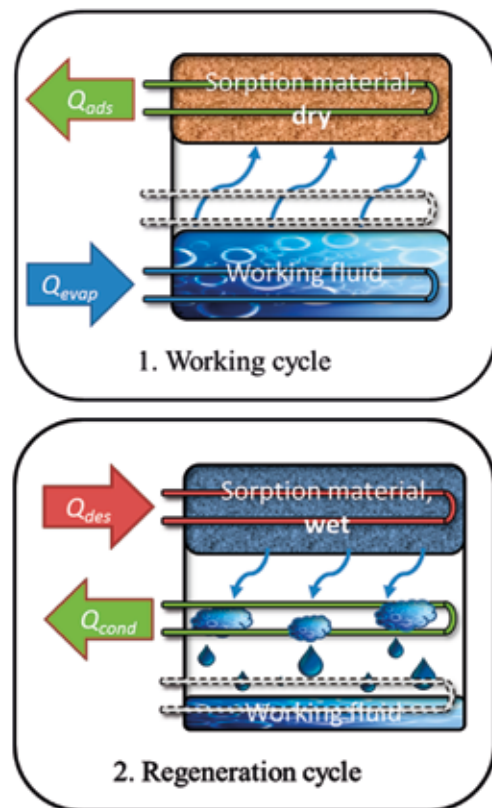 Sorption material,
dry
Q_ads
Working fluid
Q_evap
1. Working cycle
Sorption material,
wet
Q_des
Q_cond
Working fluid
2. Regeneration cycle